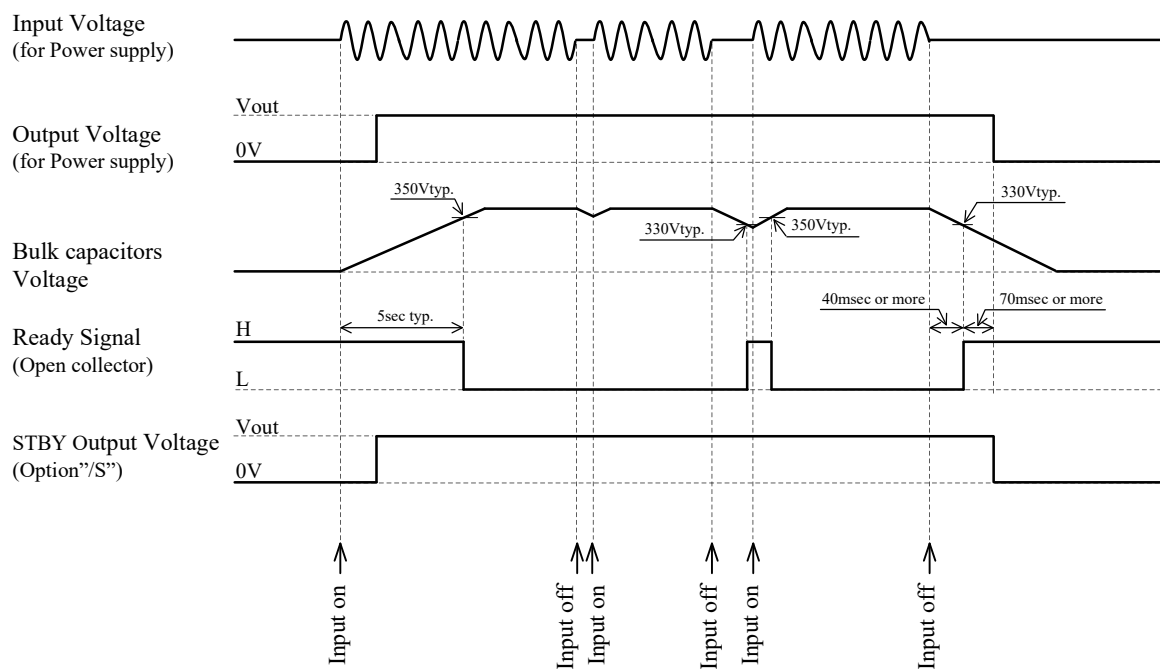 Input Voltage
(for Power supply)
Vout
Output Voltage
(for Power supply)
0V
350Vtyp.
330Vtyp.
330Vtyp.
350Vtyp.
Bulk capacitors
Voltage
40msec or more
70msec or more
5sec typ.
H
Ready Signal
(Open collector)
L
Vout
STBY Output Voltage
(Option”/S”)
0V
Input on
Input off
Input on
Input off
Input on
Input off